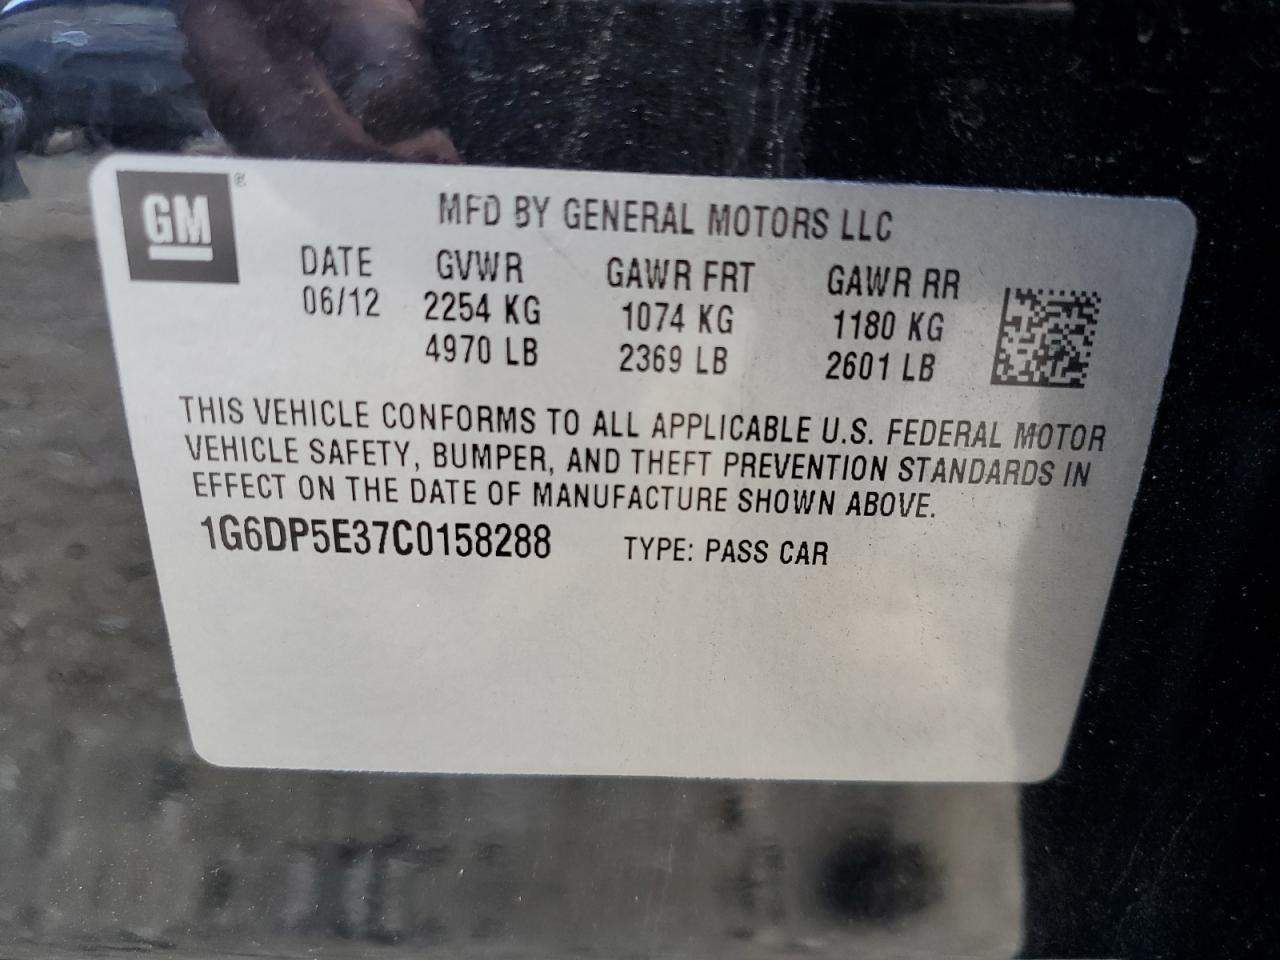 GM ®
MFD BY GENERAL MOTORS LLC
DATE GVWR GAWR FRT GAWR RR
06/12 2254 KG 1074 KG 1180 KG
4970 LB 2369 LB 2601 LB
THIS VEHICLE CONFORMS TO ALL APPLICABLE U.S. FEDERAL MOTOR
VEHICLE SAFETY, BUMPER, AND THEFT PREVENTION STANDARDS IN
EFFECT ON THE DATE OF MANUFACTURE SHOWN ABOVE.
1G6DP5E37C0158288 TYPE: PASS CAR